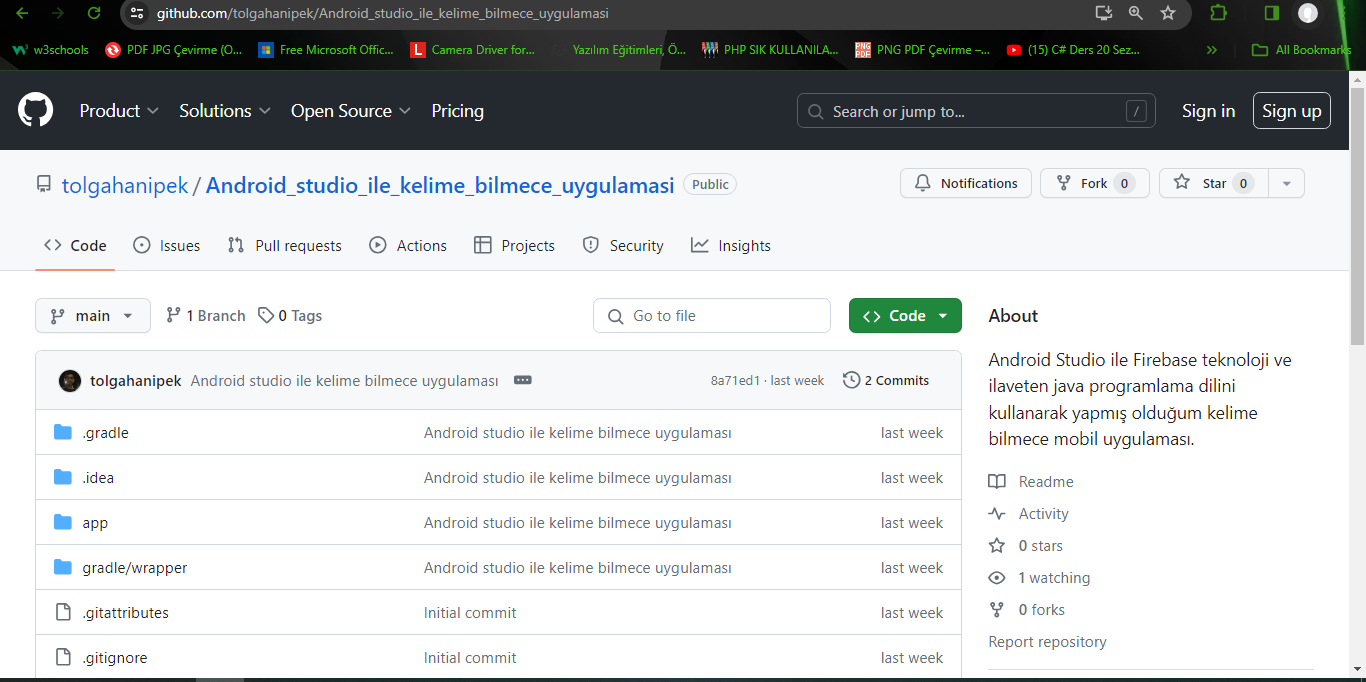 github.com/tolgahanipek/Android_studio_ile_kelime_bilmece_uygulamasi
w3schools PDF JPG Çevirme (O... Free Microsoft Offic... Camera Driver for... Yazılım Eğitimleri, Ö... PHP SIK KULLANILA... PNG PDF Çevirme –... (15) C# Ders 20 Sez... » All Bookmarks
Product Solutions Open Source Pricing Search or jump to... / Sign in Sign up
tolgahanipek / Android_studio_ile_kelime_bilmece_uygulamasi Public Notifications Fork 0 Star 0
Code Issues Pull requests Actions Projects Security Insights
main 1 Branch 0 Tags Go to file Code
tolgahanipek Android studio ile kelime bilmece uygulaması 8a71ed1 · last week 2 Commits
.gradle Android studio ile kelime bilmece uygulaması last week
.idea Android studio ile kelime bilmece uygulaması last week
app Android studio ile kelime bilmece uygulaması last week
gradle/wrapper Android studio ile kelime bilmece uygulaması last week
.gitattributes Initial commit last week
.gitignore Initial commit last week
About
Android Studio ile Firebase teknoloji ve
ilaveten java programlama dilini
kullanarak yapmış olduğum kelime
bilmece mobil uygulaması.
Readme
Activity
0 stars
1 watching
0 forks
Report repository